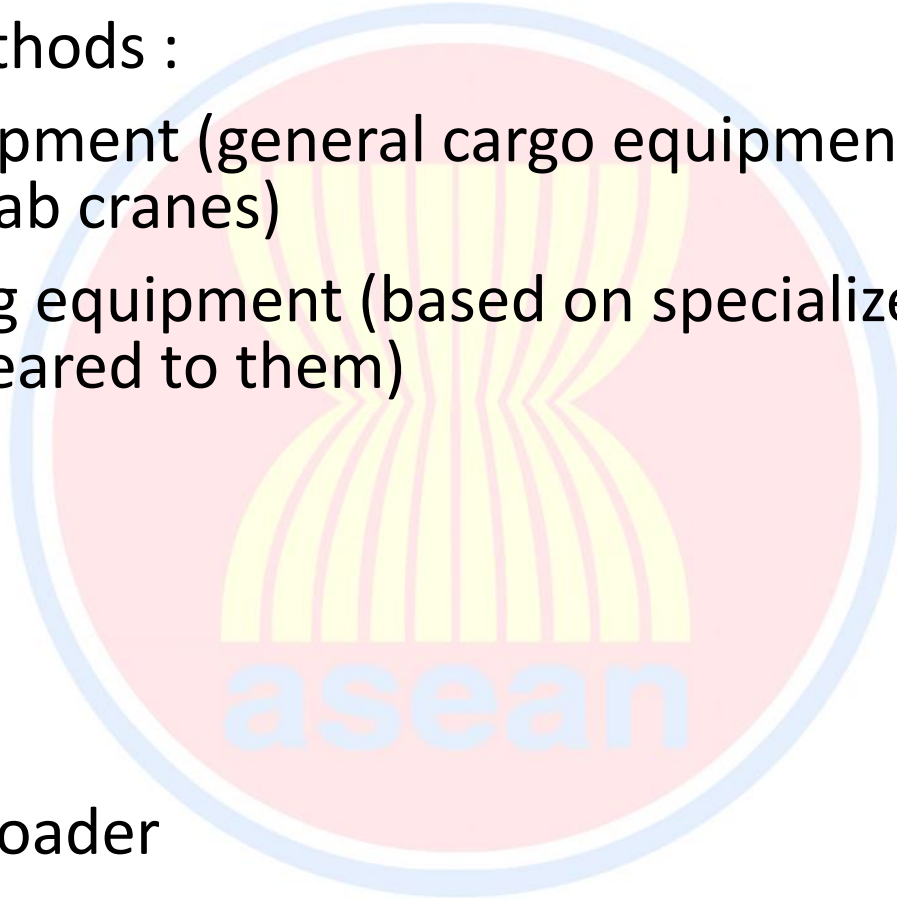 thods :
pment (general cargo equipmen
ab cranes)
g equipment (based on specialize
eared to them)
asean
oader